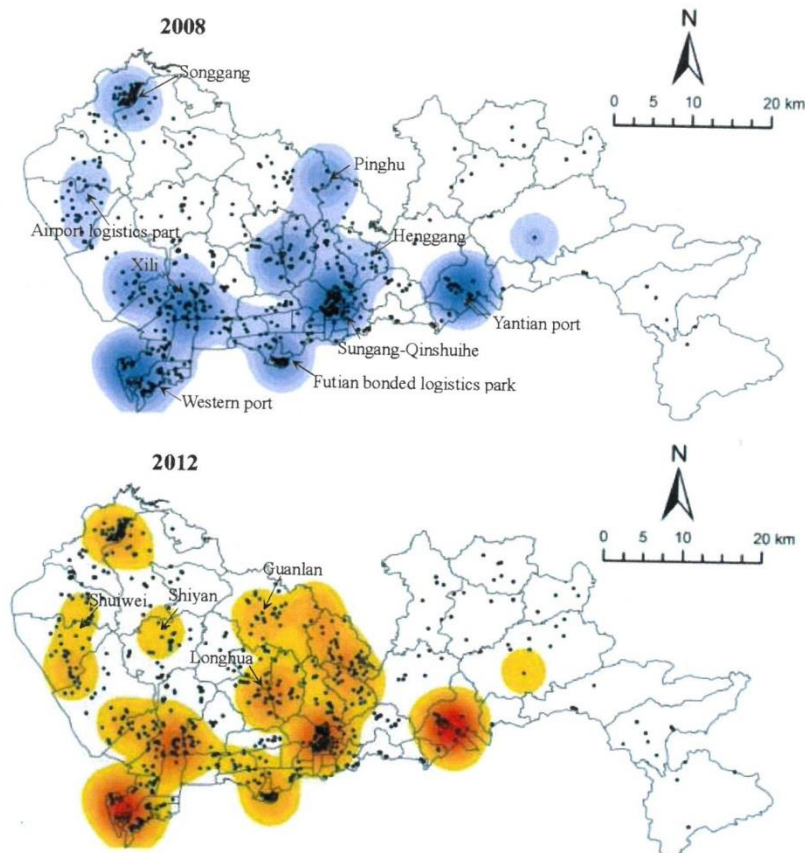 2008
N
0 5 10 20 km
Songgang
Pinghu
Airport logistics part
Henggang
Xili
Yantian port
Sungang-Qinshuihe
Futian bonded logistics park
Western port
2012
N
0 5 10 20 km
Guanlan
Shuiwei
Shiyan
Longhua